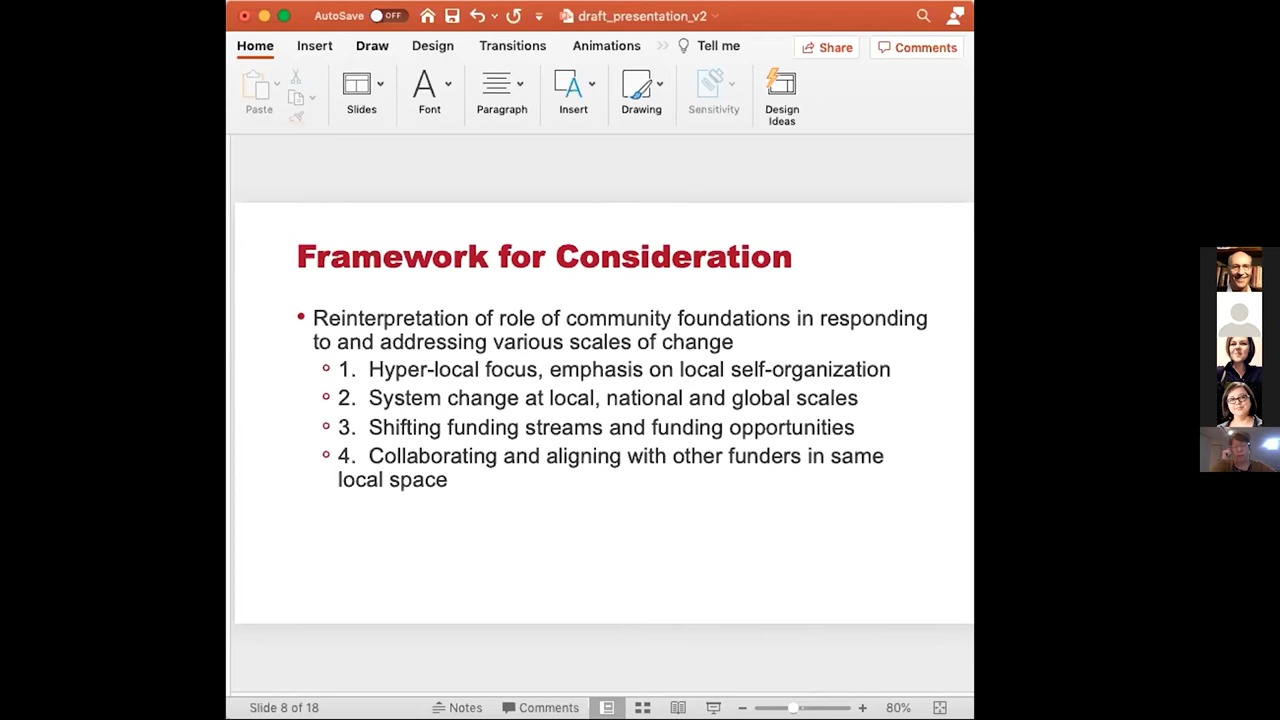 AutoSave OFF draft_presentation_v2
Home Insert Draw Design Transitions Animations Tell me Share Comments
Paste Slides Font Paragraph Insert Drawing Sensitivity Design
Ideas
Framework for Consideration
Reinterpretation of role of community foundations in responding
to and addressing various scales of change
1. Hyper-local focus, emphasis on local self-organization
2. System change at local, national and global scales
3. Shifting funding streams and funding opportunities
4. Collaborating and aligning with other funders in same
local space
Slide 8 of 18 Notes Comments 80%